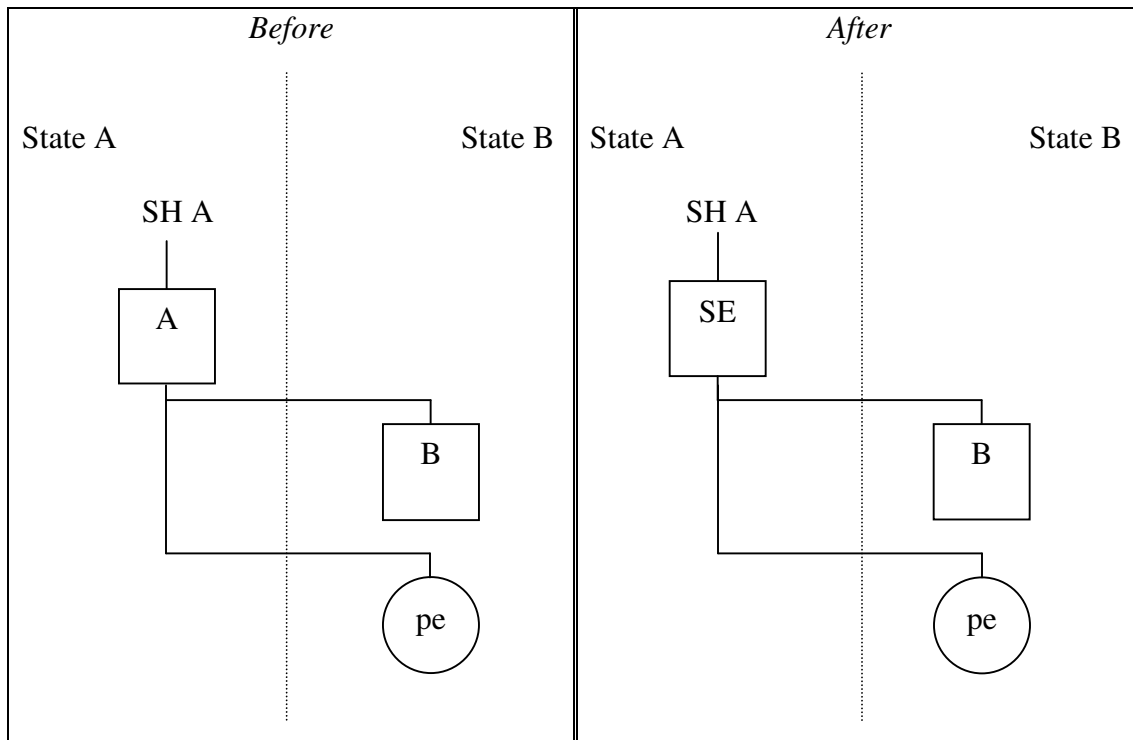 Before
State A
State B
SH A
A
B
pe
After
State A
State B
SH A
SE
B
pe